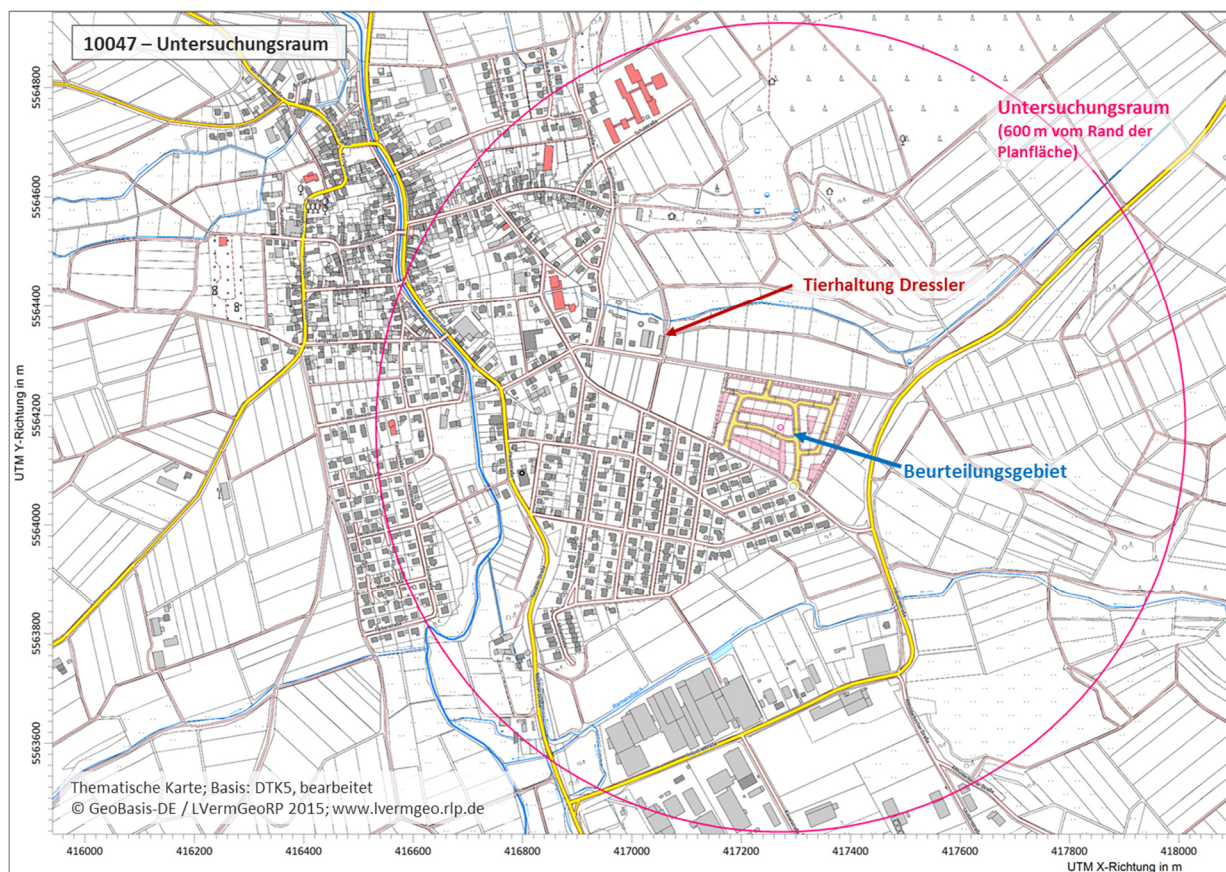 10047 – Untersuchungsraum
Untersuchungsraum
(600 m vom Rand der
Planfläche)
Tierhaltung Dressler
Beurteilungsgebiet
Thematische Karte; Basis: DTK5, bearbeitet
© GeoBasis-DE / LVermGeoRP 2015; www.lvermgeo.rlp.de
UTM Y-Richtung in m
5564800
5564600
5564400
5564200
5564000
5563800
5563600
416000 416200 416400 416600 416800 417000 417200 417400 417600 417800 418000
UTM X-Richtung in m